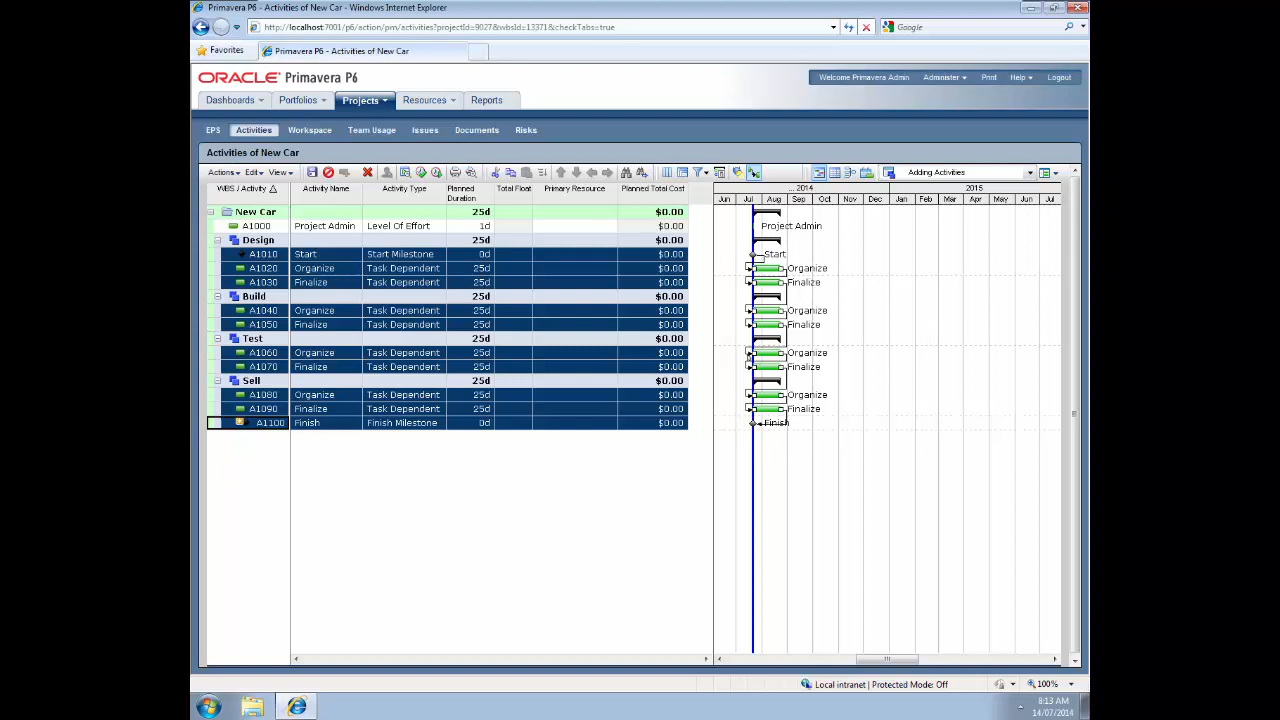 Primavera P6 - Activities of New Car - Windows Internet Explorer
http://localhost:7001/p6/action/pm/activities?projectId=9027&wbsId=13371&checkTabs=true
Google
Favorites
Primavera P6 - Activities of New Car
ORACLE Primavera P6
Welcome Primavera Admin Administer Print Help Logout
Dashboards Portfolios Projects Resources Reports
EPS Activities Workspace Team Usage Issues Documents Risks
Activities of New Car
Actions Edit View Adding Activities
WBS / Activity Activity Name Activity Type Planned Duration Total Float Primary Resource Planned Total Cost
... 2014 2015
Jun Jul Aug Sep Oct Nov Dec Jan Feb Mar Apr May Jun Jul
New Car 25d $0.00
A1000 Project Admin Level Of Effort 1d $0.00 Project Admin
Design 25d $0.00
A1010 Start Start Milestone 0d $0.00 Start
A1020 Organize Task Dependent 25d $0.00 Organize
A1030 Finalize Task Dependent 25d $0.00 Finalize
Build 25d $0.00
A1040 Organize Task Dependent 25d $0.00 Organize
A1050 Finalize Task Dependent 25d $0.00 Finalize
Test 25d $0.00
A1060 Organize Task Dependent 25d $0.00 Organize
A1070 Finalize Task Dependent 25d $0.00 Finalize
Sell 25d $0.00
A1080 Organize Task Dependent 25d $0.00 Organize
A1090 Finalize Task Dependent 25d $0.00 Finalize
A1100 Finish Finish Milestone 0d $0.00 Finish
Local intranet | Protected Mode: Off
100%
8:13 AM
14/07/2014